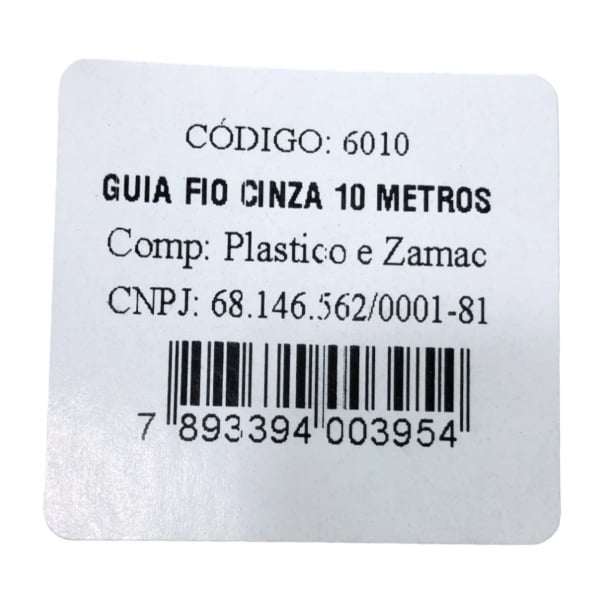 CÓDIGO: 6010
GUIA FIO CINZA 10 METROS
Comp: Plastico e Zamac
CNPJ: 68.146.562/0001-81
7 893394 003954